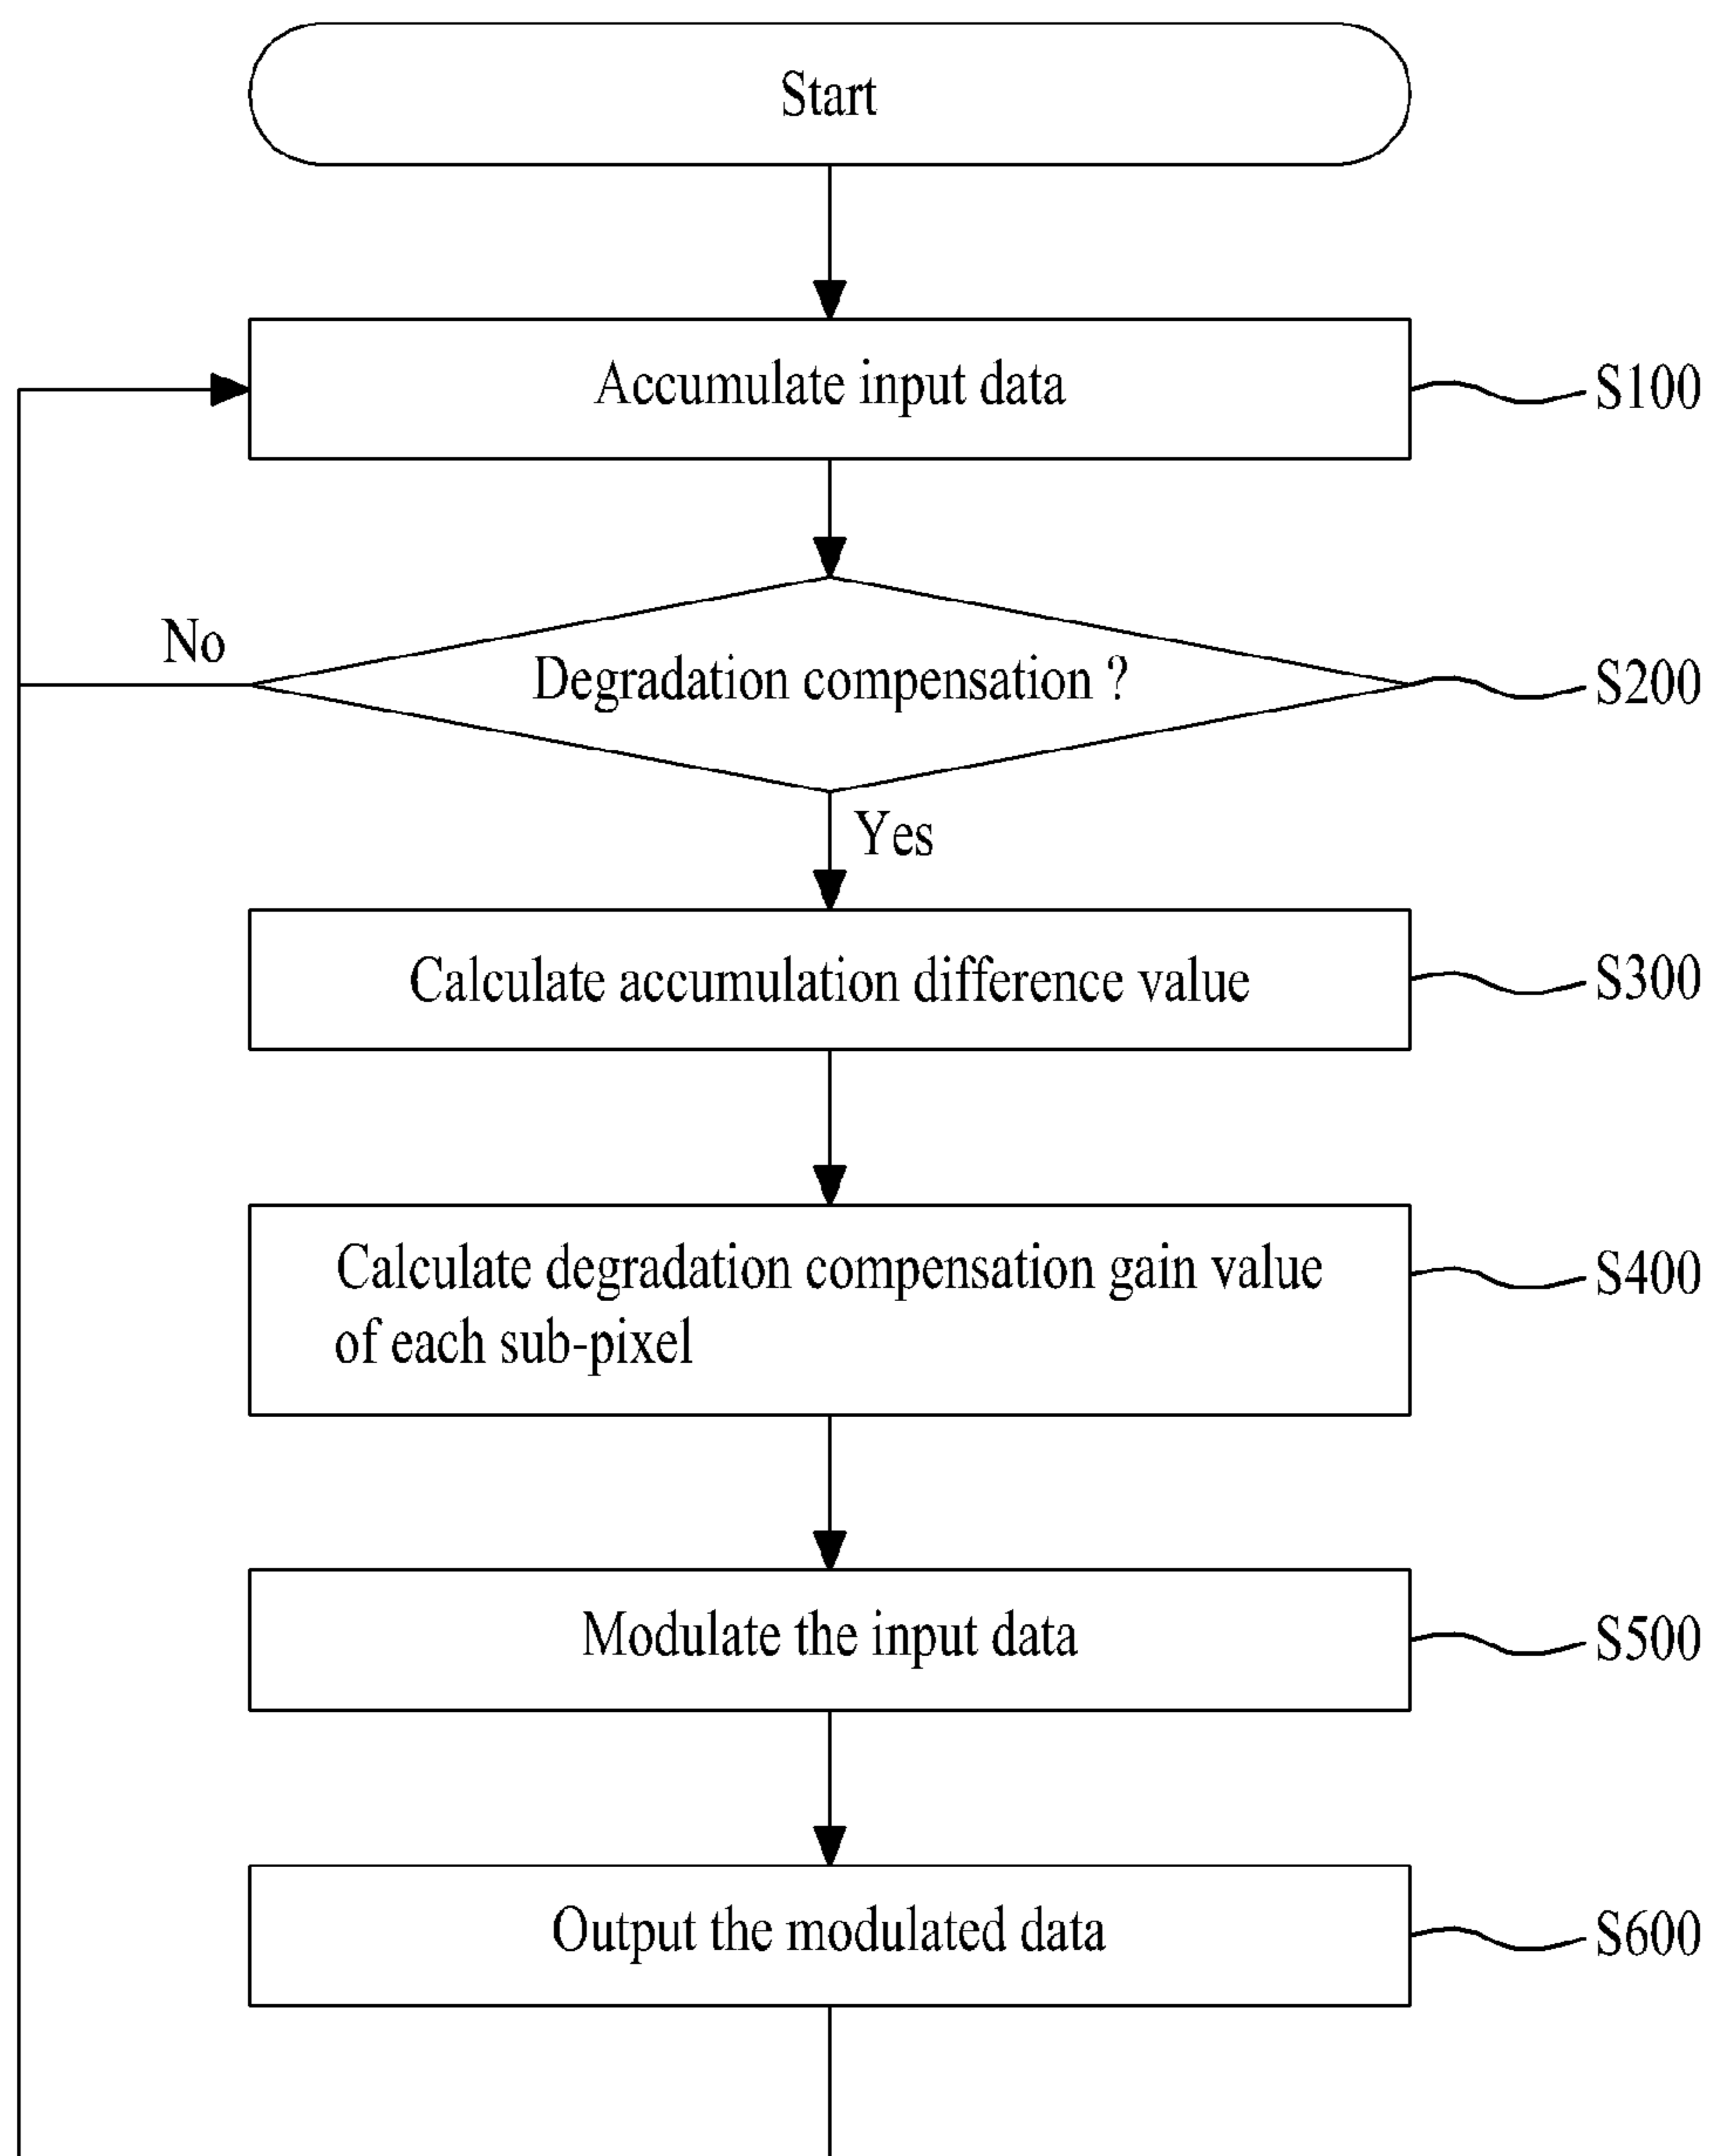 Start
Accumulate input data
S100
No
Degradation compensation ?
S200
Yes
Calculate accumulation difference value
S300
Calculate degradation compensation gain value
of each sub-pixel
S400
Modulate the input data
S500
Output the modulated data
S600